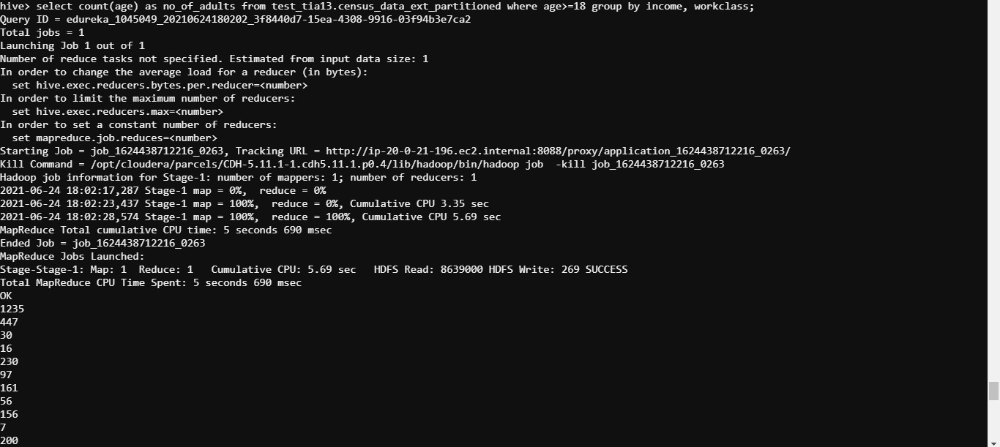 hive> select count(age) as no_of_adults from test_tia13.census_data_ext_partitioned where age>=18 group by income, workclass;
Query ID = edureka_1045049_20210624180202_3f8440d7-15ea-4308-9916-03f94b3e7ca2
Total jobs = 1
Launching Job 1 out of 1
Number of reduce tasks not specified. Estimated from input data size: 1
In order to change the average load for a reducer (in bytes):
  set hive.exec.reducers.bytes.per.reducer=<number>
In order to limit the maximum number of reducers:
  set hive.exec.reducers.max=<number>
In order to set a constant number of reducers:
  set mapreduce.job.reduces=<number>
Starting Job = job_1624438712216_0263, Tracking URL = http://ip-20-0-21-196.ec2.internal:8088/proxy/application_1624438712216_0263/
Kill Command = /opt/cloudera/parcels/CDH-5.11.1-1.cdh5.11.1.p0.4/lib/hadoop/bin/hadoop job  -kill job_1624438712216_0263
Hadoop job information for Stage-1: number of mappers: 1; number of reducers: 1
2021-06-24 18:02:17,287 Stage-1 map = 0%,  reduce = 0%
2021-06-24 18:02:23,437 Stage-1 map = 100%,  reduce = 0%, Cumulative CPU 3.35 sec
2021-06-24 18:02:28,574 Stage-1 map = 100%,  reduce = 100%, Cumulative CPU 5.69 sec
MapReduce Total cumulative CPU time: 5 seconds 690 msec
Ended Job = job_1624438712216_0263
MapReduce Jobs Launched:
Stage-Stage-1: Map: 1  Reduce: 1   Cumulative CPU: 5.69 sec   HDFS Read: 8639000 HDFS Write: 269 SUCCESS
Total MapReduce CPU Time Spent: 5 seconds 690 msec
OK
1235
447
30
16
230
97
161
56
156
7
200